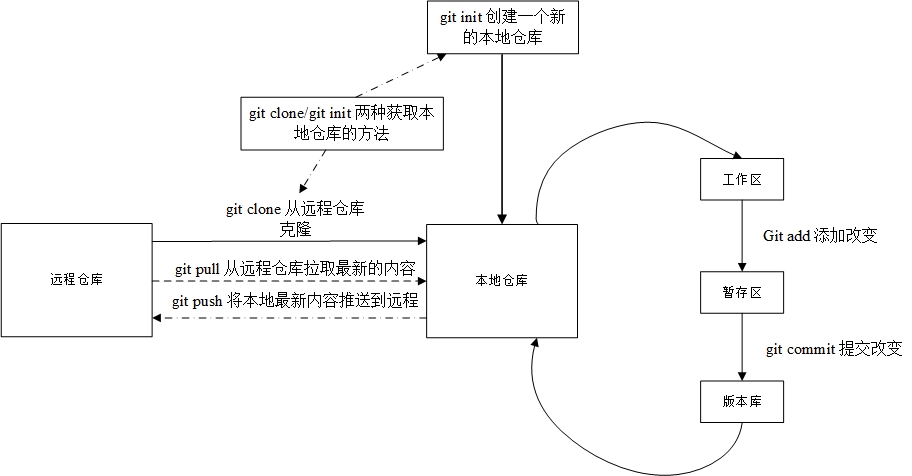 git init 创建一个新
的本地仓库
git clone/git init 两种获取本
地仓库的方法
git clone 从远程仓库
克隆
远程仓库
git pull 从远程仓库拉取最新的内容
git push 将本地最新内容推送到远程
本地仓库
工作区
Git add 添加改变
暂存区
git commit 提交改变
版本库